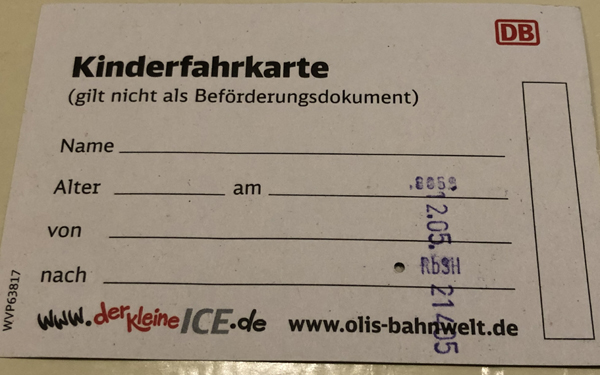 DB
Kinderfahrkarte
(gilt nicht als Beförderungsdokument)
Name
Alter am
von
nach
RbSH
12.05. 21405
WVP63817
www.derkleineICE.de www.olis-bahnwelt.de